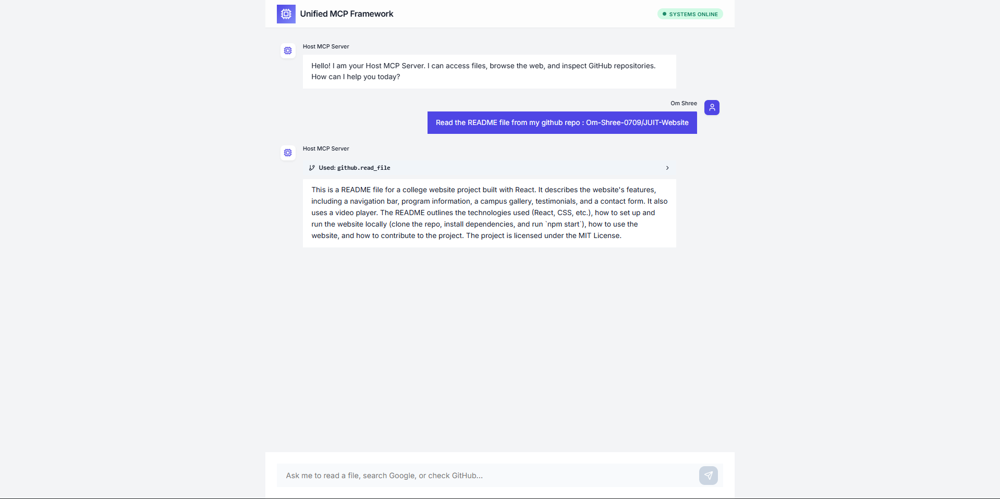 Unified MCP Framework
SYSTEMS ONLINE
Host MCP Server
Hello! I am your Host MCP Server. I can access files, browse the web, and inspect GitHub repositories.
How can I help you today?
Om Shree
Read the README file from my github repo : Om-Shree-0709/JUIT-Website
Host MCP Server
Used: github.read_file
This is a README file for a college website project built with React. It describes the website's features,
including a navigation bar, program information, a campus gallery, testimonials, and a contact form. It also
uses a video player. The README outlines the technologies used (React, CSS, etc.), how to set up and
run the website locally (clone the repo, install dependencies, and run `npm start`), how to use the
website, and how to contribute to the project. The project is licensed under the MIT License.
Ask me to read a file, search Google, or check GitHub...